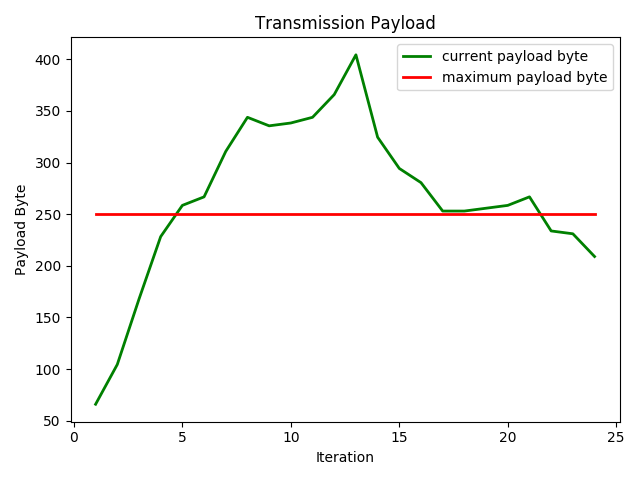 Transmission Payload
current payload byte
maximum payload byte
400
350
300
250
200
150
100
50
Payload Byte
0 5 10 15 20 25
Iteration